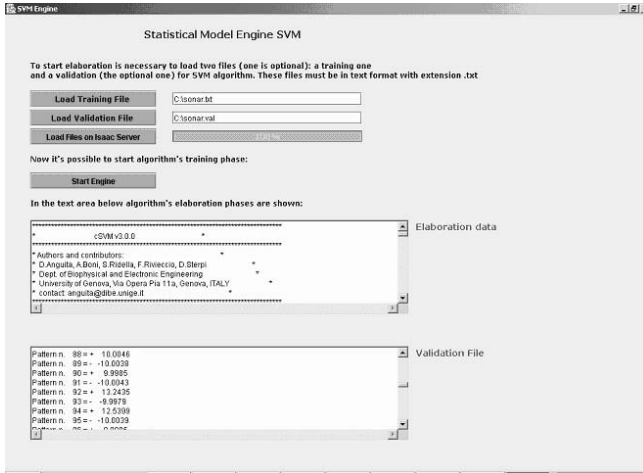 SVM Engine
Statistical Model Engine SVM
To start elaboration is necessary to load two files (one is optional): a training one
and a validation (the optional one) for SVM algorithm. These files must be in text format with extension .txt
Load Training File C:\sonar.txt
Load Validation File C:\sonar.val
Load Files on Isaac Server 100 %
Now it's possible to start algorithm's training phase:
Start Engine
In the text area below algorithm's elaboration phases are shown:
* cSVM v3.0.0 *
* Authors and contributors: *
* D.Anguita, A.Boni, S.Ridella, F.Rivieccio, D.Sterpi *
* Dept. of Biophysical and Electronic Engineering *
* University of Genova, Via Opera Pia 11a, Genova, ITALY *
* contact: anguita@dibe.unige.it *
Elaboration data
Pattern n. 88 = + 10.0046
Pattern n. 89 = - -10.0038
Pattern n. 90 = + 9.9985
Pattern n. 91 = - -10.0043
Pattern n. 92 = + 13.2435
Pattern n. 93 = - -9.9979
Pattern n. 94 = + 12.5399
Pattern n. 95 = - -10.0039
Validation File